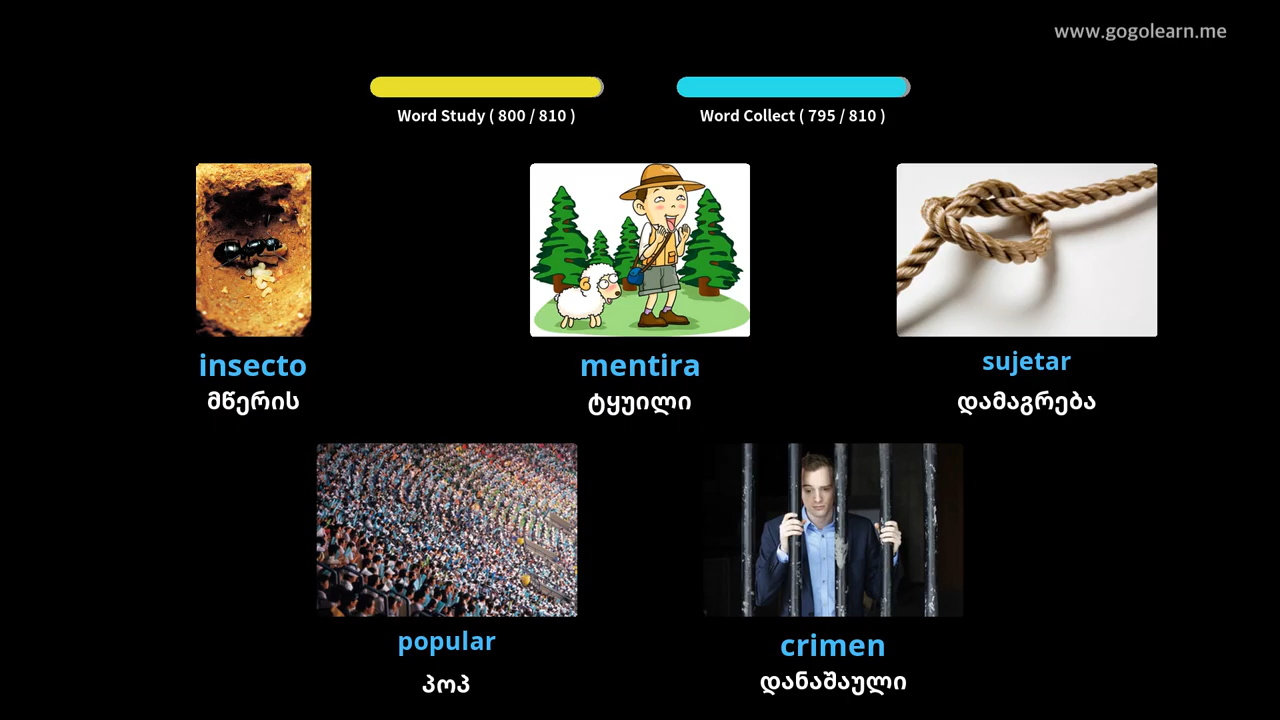 www.gogolearn.me
Word Study ( 800 / 810 )
Word Collect ( 795 / 810 )
insecto
მწერის
mentira
ტყუილი
sujetar
დამაგრება
popular
პოპ
crimen
დანაშაული